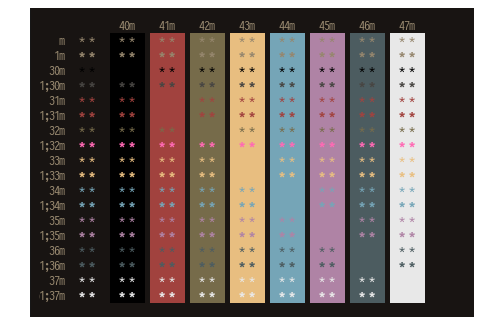 40m 41m 42m 43m 44m 45m 46m 47m
m ** ** ** ** ** ** ** ** **
1m ** ** ** ** ** ** ** ** **
30m ** ** ** ** ** ** ** ** **
1;30m ** ** ** ** ** ** ** ** **
31m ** ** ** ** ** ** ** ** **
1;31m ** ** ** ** ** ** ** ** **
32m ** ** ** ** ** ** ** ** **
1;32m ** ** ** ** ** ** ** ** **
33m ** ** ** ** ** ** ** ** **
1;33m ** ** ** ** ** ** ** ** **
34m ** ** ** ** ** ** ** ** **
1;34m ** ** ** ** ** ** ** ** **
35m ** ** ** ** ** ** ** ** **
1;35m ** ** ** ** ** ** ** ** **
36m ** ** ** ** ** ** ** ** **
1;36m ** ** ** ** ** ** ** ** **
37m ** ** ** ** ** ** ** **
1;37m ** ** ** ** ** ** ** **